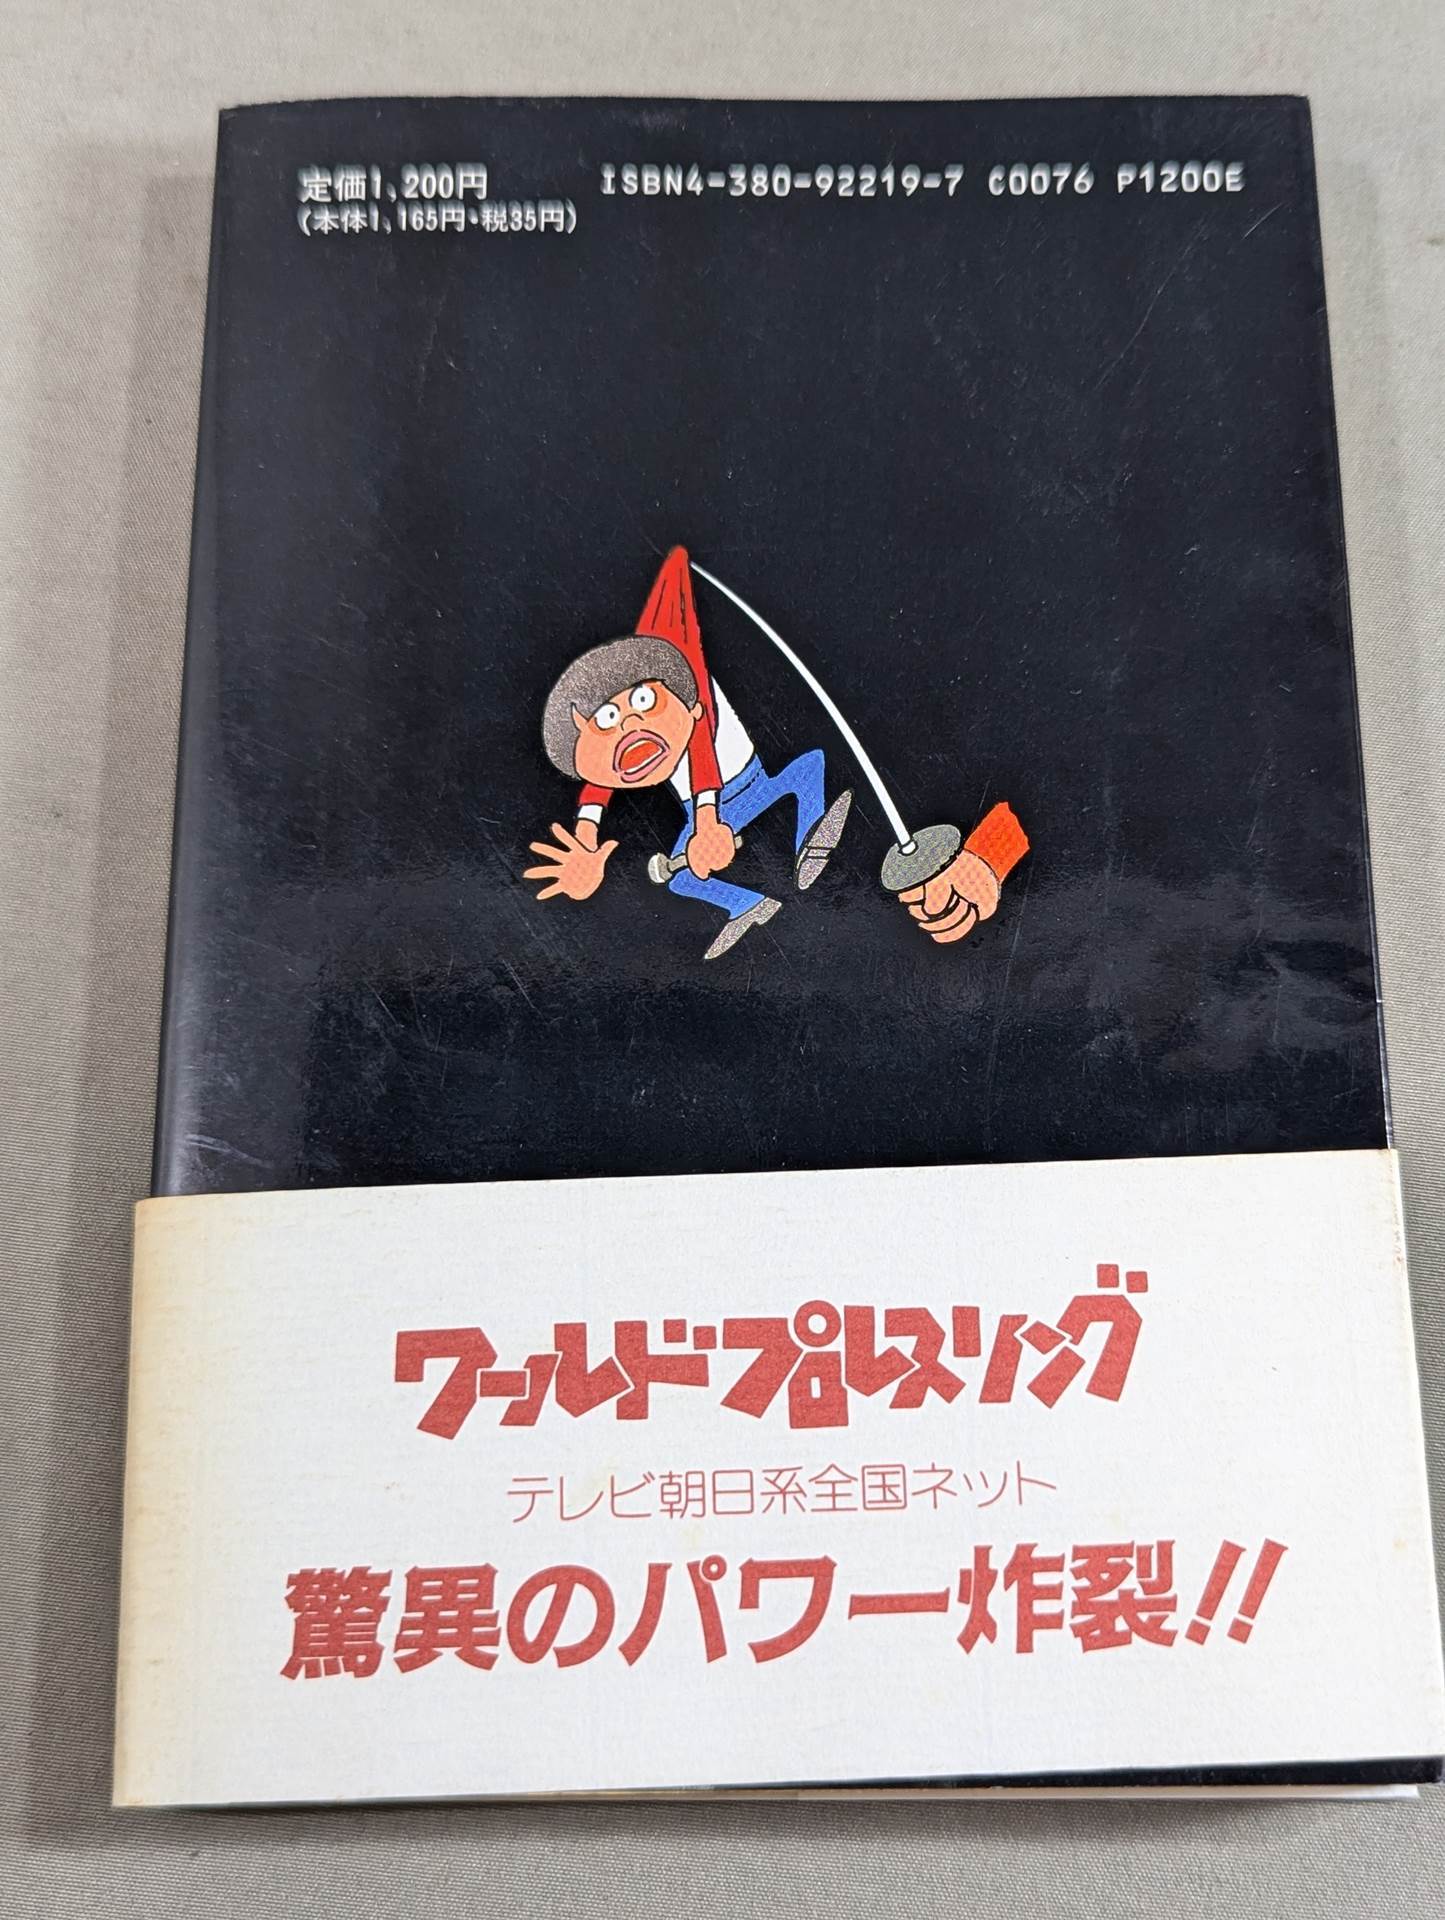 定価1,200円
(本体1,165円・税35円)
ISBN4-380-92219-7 C0076 P1200E
ワールドプロレスリング
テレビ朝日系全国ネット
驚異のパワー炸裂!!